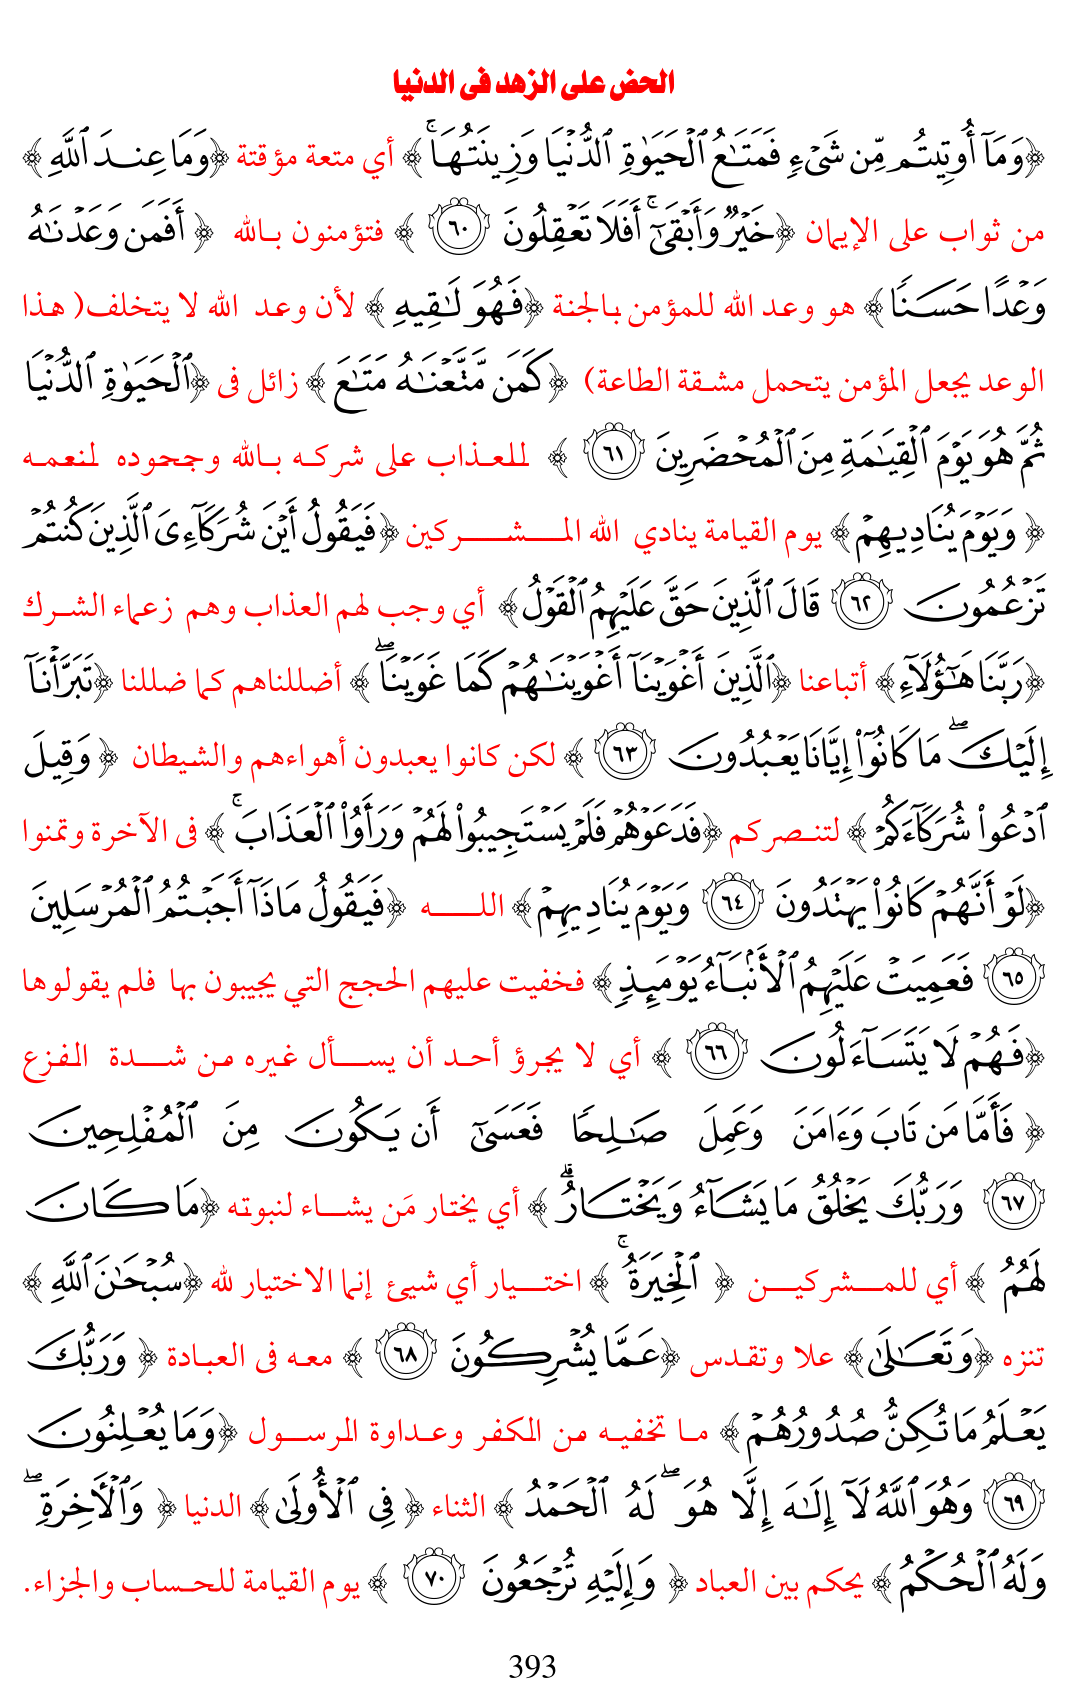 الحض على الزهد فى الدنيا
﴿وَمَآ أُوتِيتُم مِّن شَىْءٍ فَمَتَـٰعُ ٱلْحَيَوٰةِ ٱلدُّنْيَا وَزِينَتُهَا ۚ﴾ أي متعة مؤقتة ﴿وَمَا عِندَ ٱللَّهِ ﴾
من ثواب على الإيمان ﴿خَيْرٌ وَأَبْقَىٰٓ ۚ أَفَلَا تَعْقِلُونَ ٦٠ ﴾ فتؤمنون بالله ﴿ أَفَمَن وَعَدْنَـٰهُ
وَعْدًا حَسَنًا﴾ هو وعد الله للمؤمن بالجنة ﴿فَهُوَ لَـٰقِيهِ ﴾ لأن وعد الله لا يتخلف( هذا
الوعد يجعل المؤمن يتحمل مشقة الطاعة) ﴿كَمَن مَّتَّعْنَـٰهُ مَتَـٰعَ ﴾ زائل فى ﴿ٱلْحَيَوٰةِ ٱلدُّنْيَا
ثُمَّ هُوَ يَوْمَ ٱلْقِيَـٰمَةِ مِنَ ٱلْمُحْضَرِينَ ٦١ ﴾ للعذاب على شركه بالله وجحوده لمنعمه
﴿ وَيَوْمَ يُنَادِيهِمْ﴾ يوم القيامة ينادي الله المشركين ﴿فَيَقُولُ أَيْنَ شُرَكَآءِىَ ٱلَّذِينَ كُنتُمْ
تَزْعُمُونَ ٦٢ قَالَ ٱلَّذِينَ حَقَّ عَلَيْهِمُ ٱلْقَوْلُ﴾ أي وجب لهم العذاب وهم زعماء الشرك
﴿رَبَّنَا هَـٰٓؤُلَآءِ﴾ أتباعنا ﴿ٱلَّذِينَ أَغْوَيْنَآ أَغْوَيْنَـٰهُمْ كَمَا غَوَيْنَا ۖ﴾ أضللناهم كما ضللنا ﴿تَبَرَّأْنَآ
إِلَيْكَ ۖ مَا كَانُوٓا۟ إِيَّانَا يَعْبُدُونَ ٦٣ ﴾ لكن كانوا يعبدون أهواءهم والشيطان ﴿ وَقِيلَ
ٱدْعُوا۟ شُرَكَآءَكُمْ ﴾ لتنصركم ﴿فَدَعَوْهُمْ فَلَمْ يَسْتَجِيبُوا۟ لَهُمْ وَرَأَوُا۟ ٱلْعَذَابَ ۚ ﴾ فى الآخرة وتمنوا
﴿لَوْ أَنَّهُمْ كَانُوا۟ يَهْتَدُونَ ٦٤ وَيَوْمَ يُنَادِيهِمْ﴾ الله ﴿فَيَقُولُ مَاذَآ أَجَبْتُمُ ٱلْمُرْسَلِينَ
٦٥ فَعَمِيَتْ عَلَيْهِمُ ٱلْأَنۢبَآءُ يَوْمَئِذٍ ﴾ فخفيت عليهم الحجج التي يجيبون بها فلم يقولوها
﴿فَهُمْ لَا يَتَسَآءَلُونَ ٦٦ ﴾ أي لا يجرؤ أحد أن يسأل غيره من شدة الفزع
﴿ فَأَمَّا مَن تَابَ وَءَامَنَ وَعَمِلَ صَـٰلِحًا فَعَسَىٰٓ أَن يَكُونَ مِنَ ٱلْمُفْلِحِينَ
٦٧ وَرَبُّكَ يَخْلُقُ مَا يَشَآءُ وَيَخْتَارُ ۗ ﴾ أي يختار مَن يشاء لنبوته ﴿مَا كَانَ
لَهُمُ ﴾ أي للمشركين ﴿ ٱلْخِيَرَةُ ۚ ﴾ اختيار أي شيئ إنما الاختيار لله ﴿سُبْحَـٰنَ ٱللَّهِ ﴾
تنزه ﴿وَتَعَـٰلَىٰ﴾ علا وتقدس ﴿عَمَّا يُشْرِكُونَ ٦٨ ﴾ معه فى العبادة ﴿ وَرَبُّكَ
يَعْلَمُ مَا تُكِنُّ صُدُورُهُمْ ﴾ ما تخفيه من الكفر وعداوة الرسول ﴿وَمَا يُعْلِنُونَ
٦٩ وَهُوَ ٱللَّهُ لَآ إِلَـٰهَ إِلَّا هُوَ ۖ لَهُ ٱلْحَمْدُ ﴾ الثناء ﴿ فِى ٱلْأُولَىٰ﴾ الدنيا ﴿ وَٱلْـَٔاخِرَةِ ۖ
وَلَهُ ٱلْحُكْمُ ﴾ يحكم بين العباد ﴿ وَإِلَيْهِ تُرْجَعُونَ ٧٠ ﴾ يوم القيامة للحساب والجزاء.
393